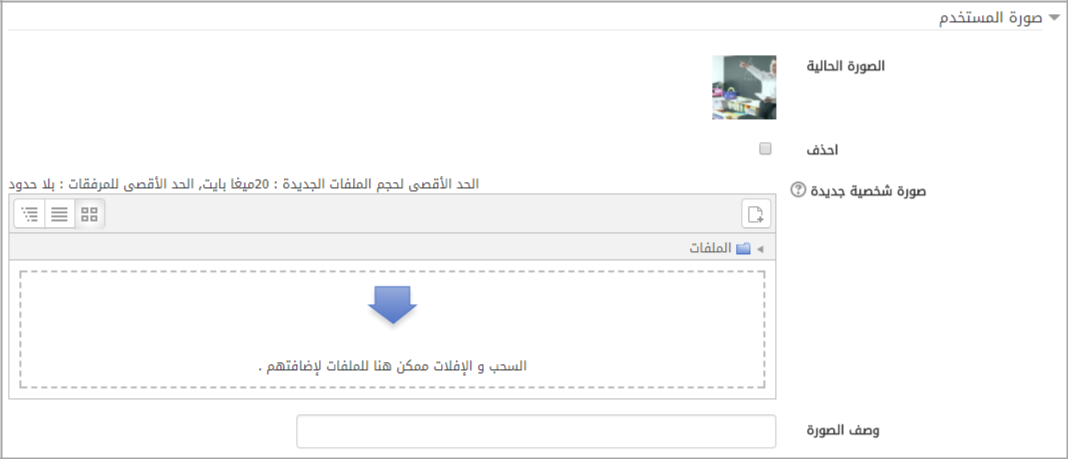 صورة المستخدم
الصورة الحالية
احذف
صورة شخصية جديدة
الحد الأقصى لحجم الملفات الجديدة : 20ميغا بايت, الحد الأقصى للمرفقات : بلا حدود
الملفات
السحب و الإفلات ممكن هنا للملفات لإضافتهم .
وصف الصورة